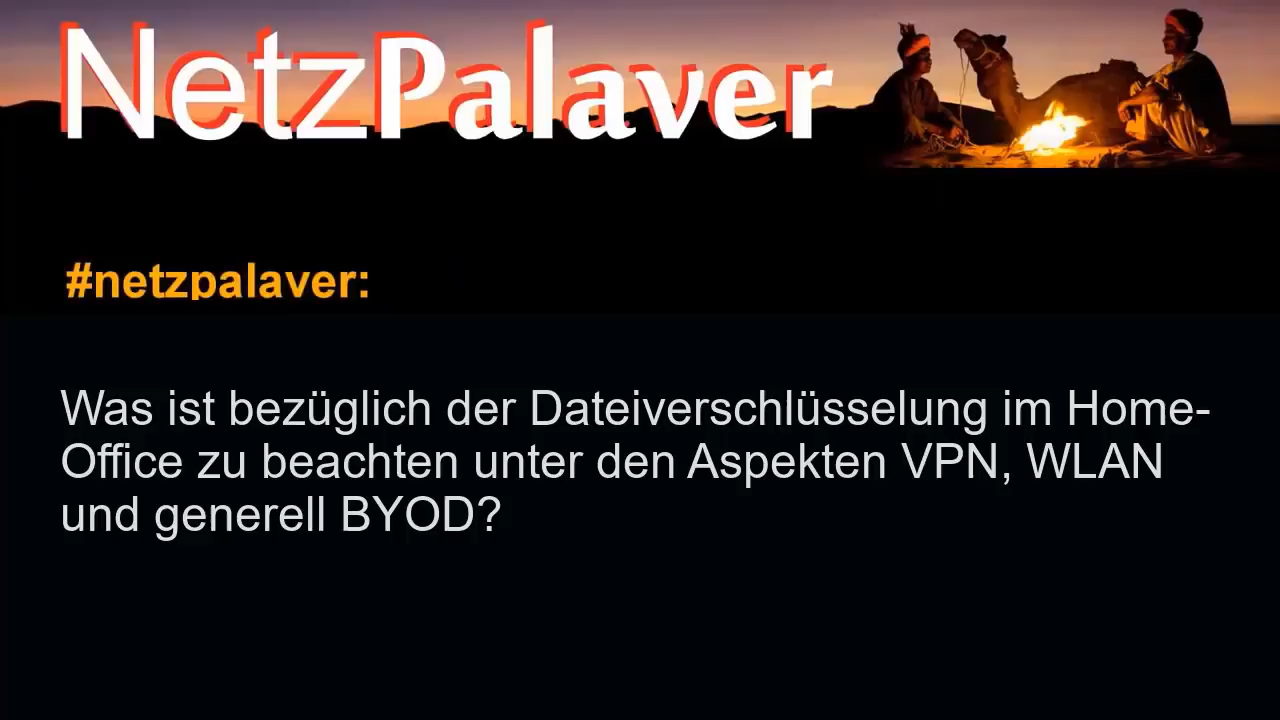 NetzPalaver
#netzpalaver:
Was ist bezüglich der Dateiverschlüsselung im Home-
Office zu beachten unter den Aspekten VPN, WLAN
und generell BYOD?